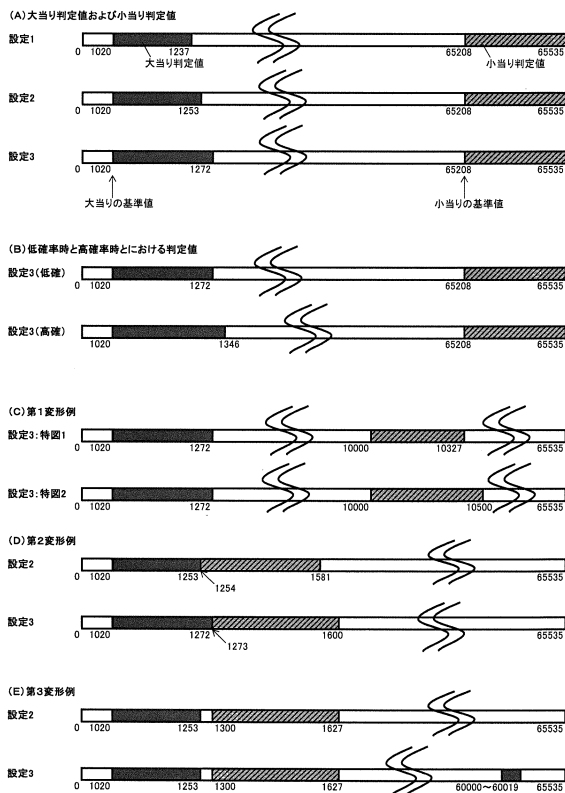 (A)大当り判定値および小当り判定値
設定1
0 1020 1237 65208 65535
大当り判定値 小当り判定値
設定2
0 1020 1253 65208 65535
設定3
0 1020 1272 65208 65535
大当りの基準値 小当りの基準値
(B)低確率時と高確率時とにおける判定値
設定3(低確)
0 1020 1272 65208 65535
設定3(高確)
1020 1346 65208 65535
(C)第1変形例
設定3:特図1
0 1020 1272 10000 10327 65535
設定3:特図2
0 1020 1272 10000 10500 65535
(D)第2変形例
設定2
0 1020 1253 1581 65535
1254
設定3
0 1020 1272 1600 65535
1273
(E)第3変形例
設定2
0 1020 1253 1300 1627 65535
設定3
0 1020 1253 1300 1627 60000～60019 65535